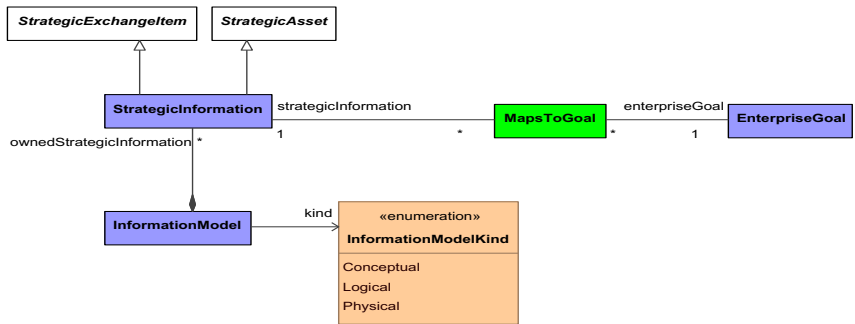 StrategicExchangeItem
StrategicAsset
StrategicInformation
strategicInformation
1
*
MapsToGoal
enterpriseGoal
*
1
EnterpriseGoal
ownedStrategicInformation
*
InformationModel
kind
«enumeration»
InformationModelKind
Conceptual
Logical
Physical